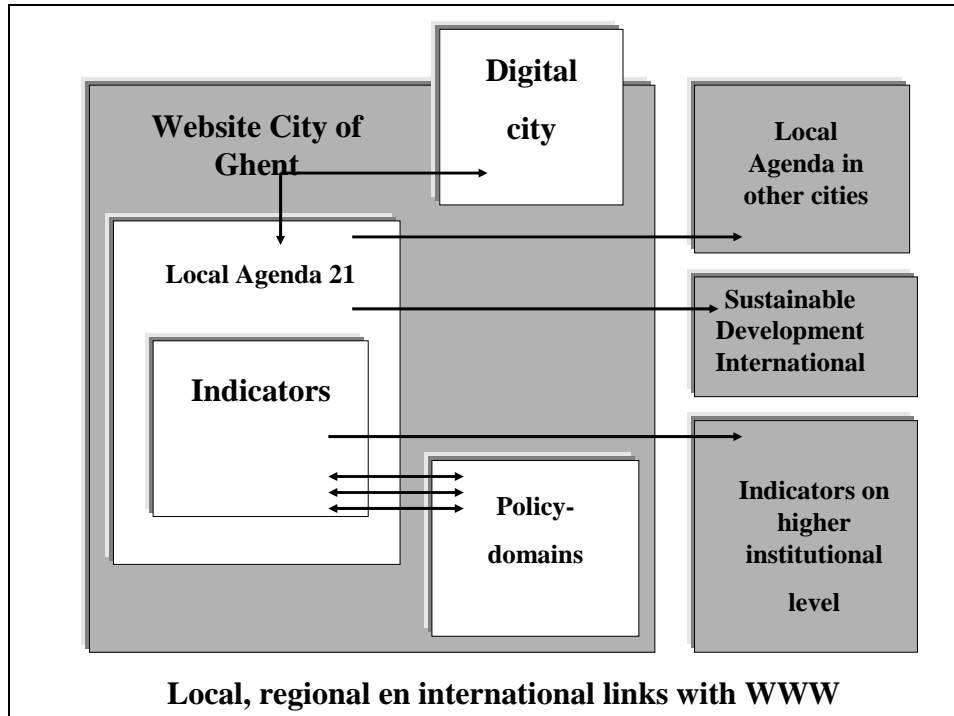 Digital
city
Website City of
Ghent
Local
Agenda in
other cities
Local Agenda 21
Sustainable
Development
International
Indicators
Indicators on
higher
institutional
level
Policy-
domains
Local, regional en international links with WWW